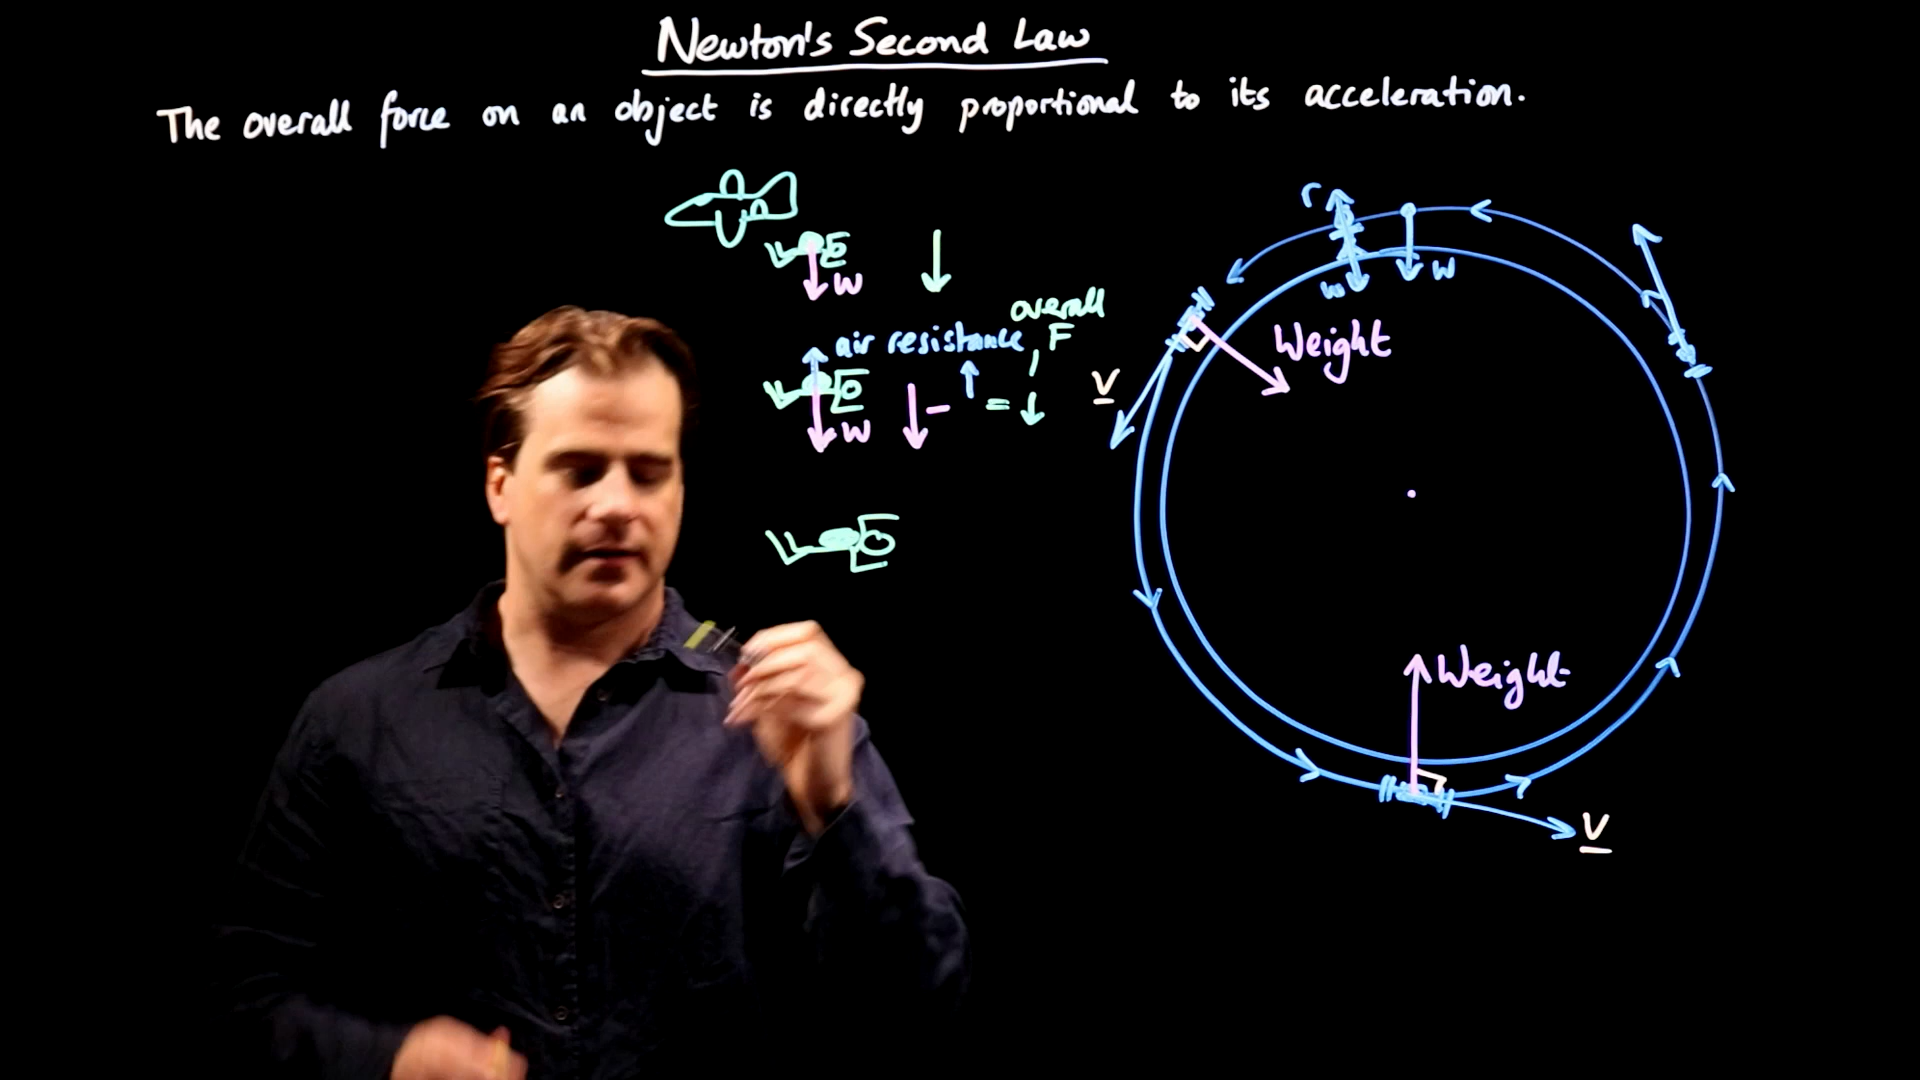 Newton's Second Law
The overall force on an object is directly proportional to its acceleration.
r
W
W
W
overall
air resistance, F
W
Weight
v
Weight
v